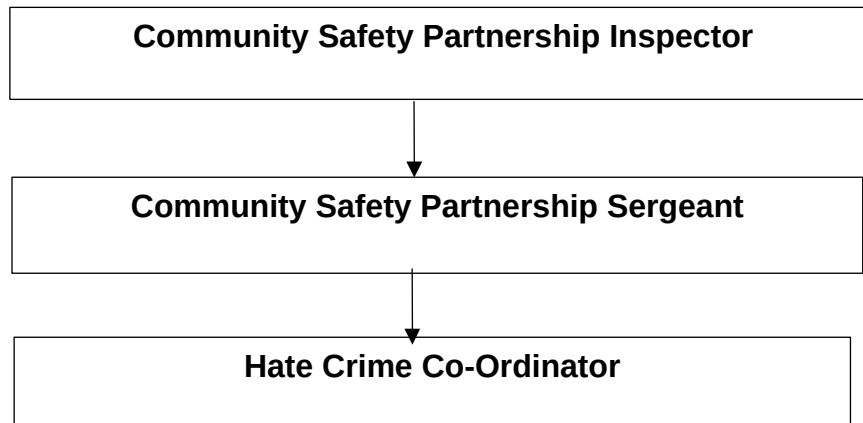 Community Safety Partnership Inspector
Community Safety Partnership Sergeant
Hate Crime Co-Ordinator